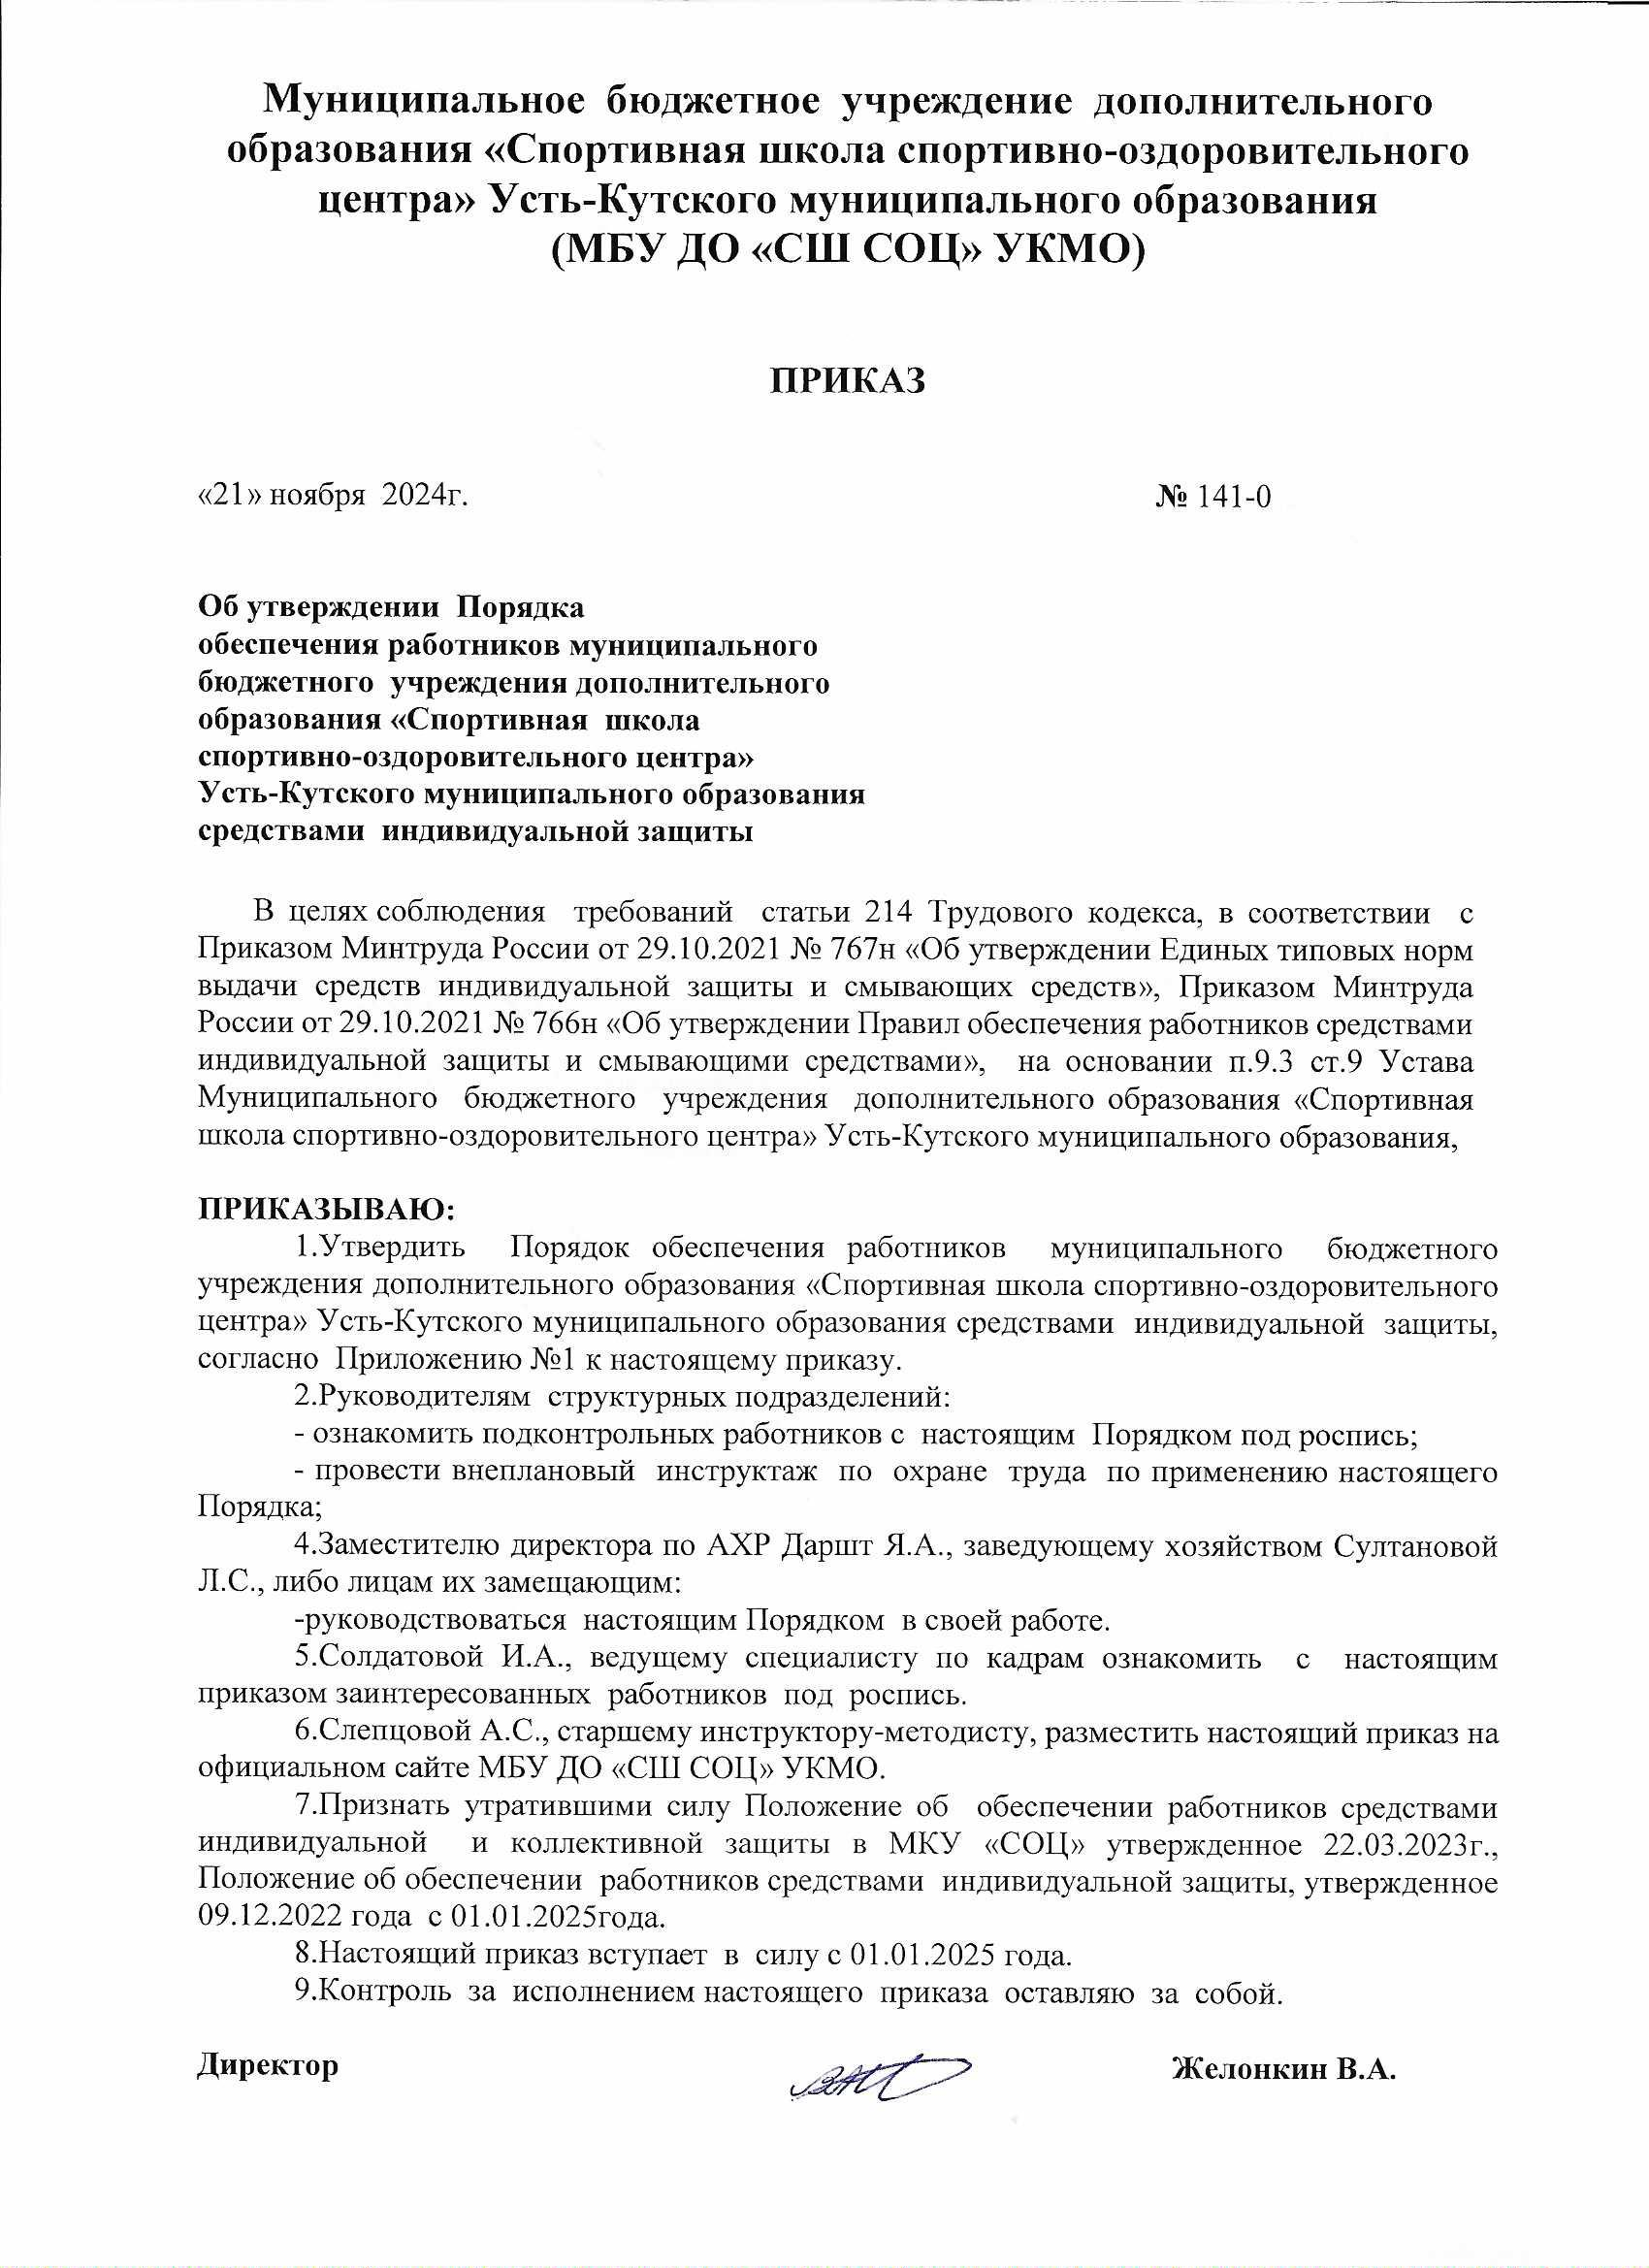 Муниципальное бюджетное учреждение дополнительного
образования «Спортивная школа спортивно-оздоровительного
центра» Усть-Кутского муниципального образования
(МБУ ДО «СШ СОЦ» УКМО)
ПРИКАЗ
«21» ноября 2024г. № 141-0
Об утверждении Порядка
обеспечения работников муниципального
бюджетного учреждения дополнительного
образования «Спортивная школа
спортивно-оздоровительного центра»
Усть-Кутского муниципального образования
средствами индивидуальной защиты
В целях соблюдения требований статьи 214 Трудового кодекса, в соответствии с
Приказом Минтруда России от 29.10.2021 № 767н «Об утверждении Единых типовых норм
выдачи средств индивидуальной защиты и смывающих средств», Приказом Минтруда
России от 29.10.2021 № 766н «Об утверждении Правил обеспечения работников средствами
индивидуальной защиты и смывающими средствами», на основании п.9.3 ст.9 Устава
Муниципального бюджетного учреждения дополнительного образования «Спортивная
школа спортивно-оздоровительного центра» Усть-Кутского муниципального образования,
ПРИКАЗЫВАЮ:
1.Утвердить Порядок обеспечения работников муниципального бюджетного
учреждения дополнительного образования «Спортивная школа спортивно-оздоровительного
центра» Усть-Кутского муниципального образования средствами индивидуальной защиты,
согласно Приложению №1 к настоящему приказу.
2.Руководителям структурных подразделений:
- ознакомить подконтрольных работников с настоящим Порядком под роспись;
- провести внеплановый инструктаж по охране труда по применению настоящего
Порядка;
4.Заместителю директора по АХР Даршт Я.А., заведующему хозяйством Султановой
Л.С., либо лицам их замещающим:
-руководствоваться настоящим Порядком в своей работе.
5.Солдатовой И.А., ведущему специалисту по кадрам ознакомить с настоящим
приказом заинтересованных работников под роспись.
6.Слепцовой А.С., старшему инструктору-методисту, разместить настоящий приказ на
официальном сайте МБУ ДО «СШ СОЦ» УКМО.
7.Признать утратившими силу Положение об обеспечении работников средствами
индивидуальной и коллективной защиты в МКУ «СОЦ» утвержденное 22.03.2023г.,
Положение об обеспечении работников средствами индивидуальной защиты, утвержденное
09.12.2022 года с 01.01.2025года.
8.Настоящий приказ вступает в силу с 01.01.2025 года.
9.Контроль за исполнением настоящего приказа оставляю за собой.
Директор Желонкин В.А.